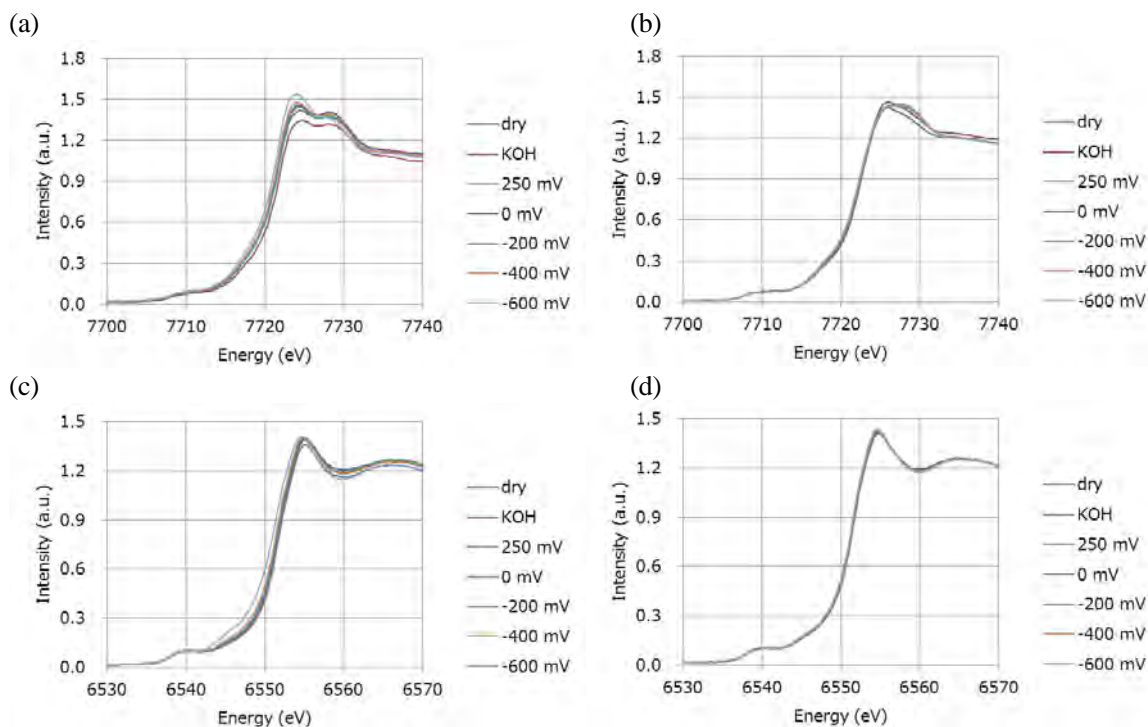 (a)
1.8
1.5
1.2
0.9
0.6
0.3
0.0
Intensity (a.u.)
7700 7710 7720 7730 7740
Energy (eV)
dry
KOH
250 mV
0 mV
-200 mV
-400 mV
-600 mV
(b)
1.8
1.5
1.2
0.9
0.6
0.3
0.0
Intensity (a.u.)
7700 7710 7720 7730 7740
Energy (eV)
dry
KOH
250 mV
0 mV
-200 mV
-400 mV
-600 mV
(c)
1.5
1.2
0.9
0.6
0.3
0.0
Intensity (a.u.)
6530 6540 6550 6560 6570
Energy (eV)
dry
KOH
250 mV
0 mV
-200 mV
-400 mV
-600 mV
(d)
1.5
1.2
0.9
0.6
0.3
0.0
Intensity (a.u.)
6530 6540 6550 6560 6570
Energy (eV)
dry
KOH
250 mV
0 mV
-200 mV
-400 mV
-600 mV